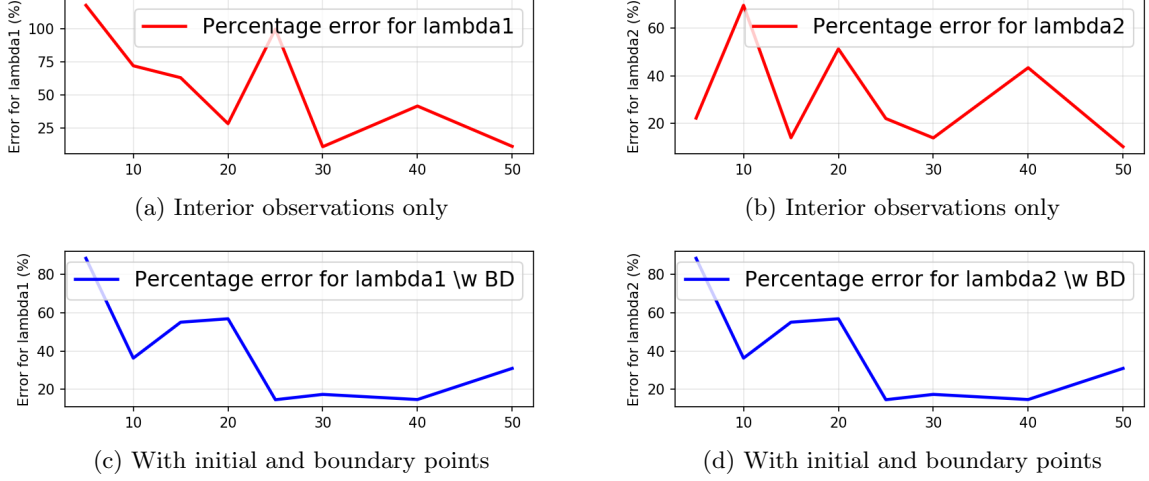 Error for lambda1 (%)
100
75
50
25
Percentage error for lambda1
10 20 30 40 50
(a) Interior observations only
Error for lambda2 (%)
60
40
20
Percentage error for lambda2
10 20 30 40 50
(b) Interior observations only
Error for lambda1 (%)
80
60
40
20
Percentage error for lambda1 \w BD
10 20 30 40 50
(c) With initial and boundary points
Error for lambda2 (%)
80
60
40
20
Percentage error for lambda2 \w BD
10 20 30 40 50
(d) With initial and boundary points